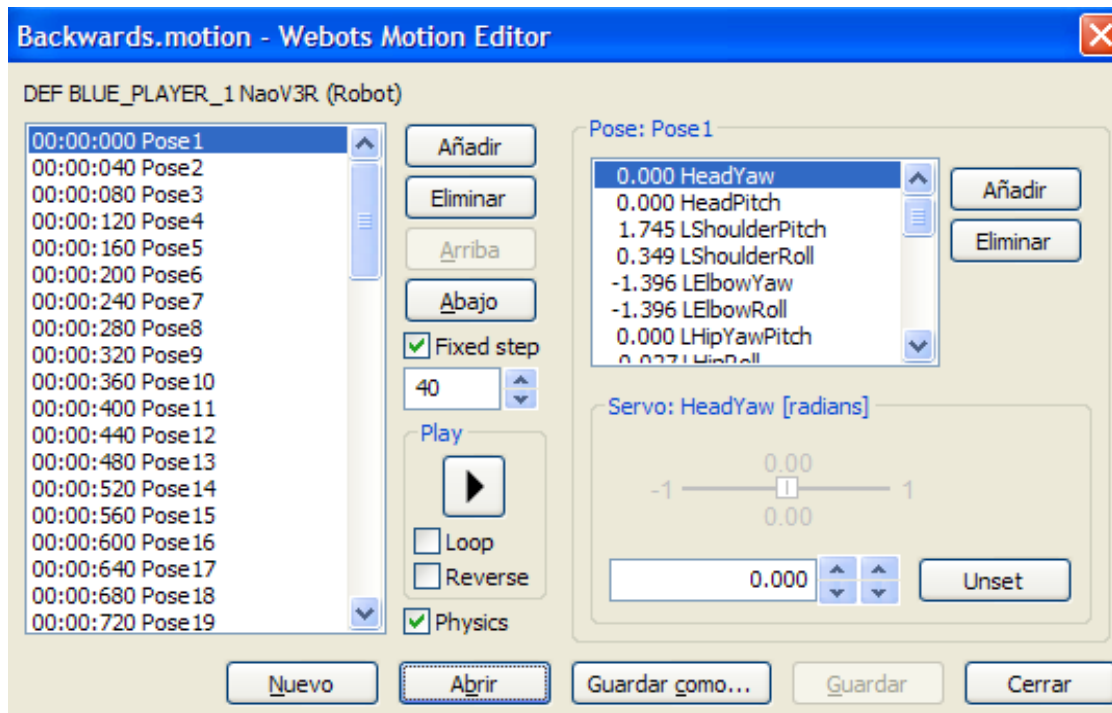 Backwards.motion - Webots Motion Editor
DEF BLUE_PLAYER_1 NaoV3R (Robot)
00:00:000 Pose1
00:00:040 Pose2
00:00:080 Pose3
00:00:120 Pose4
00:00:160 Pose5
00:00:200 Pose6
00:00:240 Pose7
00:00:280 Pose8
00:00:320 Pose9
00:00:360 Pose10
00:00:400 Pose11
00:00:440 Pose12
00:00:480 Pose13
00:00:520 Pose14
00:00:560 Pose15
00:00:600 Pose16
00:00:640 Pose17
00:00:680 Pose18
00:00:720 Pose19
Añadir
Eliminar
Arriba
Abajo
Fixed step
40
Play
Loop
Reverse
Physics
Pose: Pose1
0.000 HeadYaw
0.000 HeadPitch
1.745 LShoulderPitch
0.349 LShoulderRoll
-1.396 LElbowYaw
-1.396 LElbowRoll
0.000 LHipYawPitch
0.027 LHipRoll
Añadir
Eliminar
Servo: HeadYaw [radians]
0.00
-1 1
0.00
0.000
Unset
Nuevo
Abrir
Guardar como...
Guardar
Cerrar